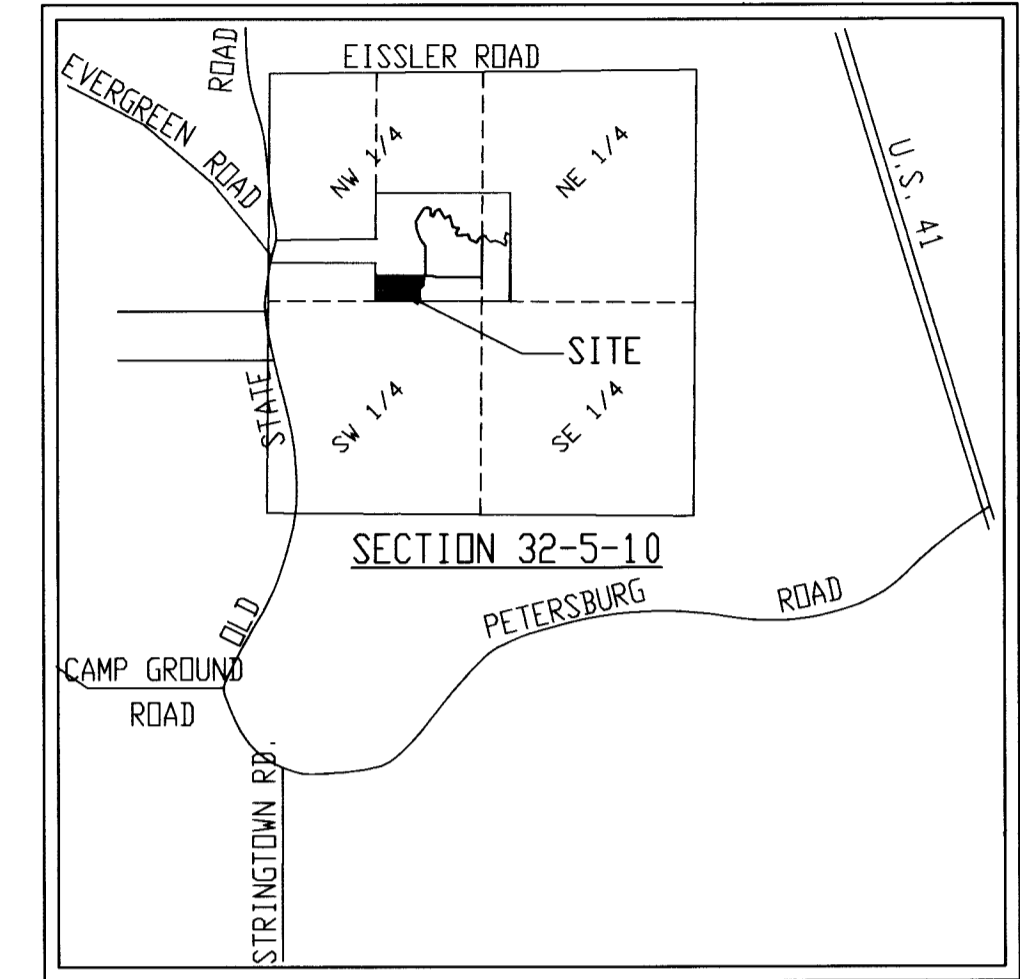 EISSLER ROAD
ROAD
EVERGREEN ROAD
NW 1/4
NE 1/4
U.S. 41
SITE
STATE
SW 1/4
SE 1/4
SECTION 32-5-10
OLD
PETERSBURG ROAD
CAMP GROUND
ROAD
STRINGTOWN RD.